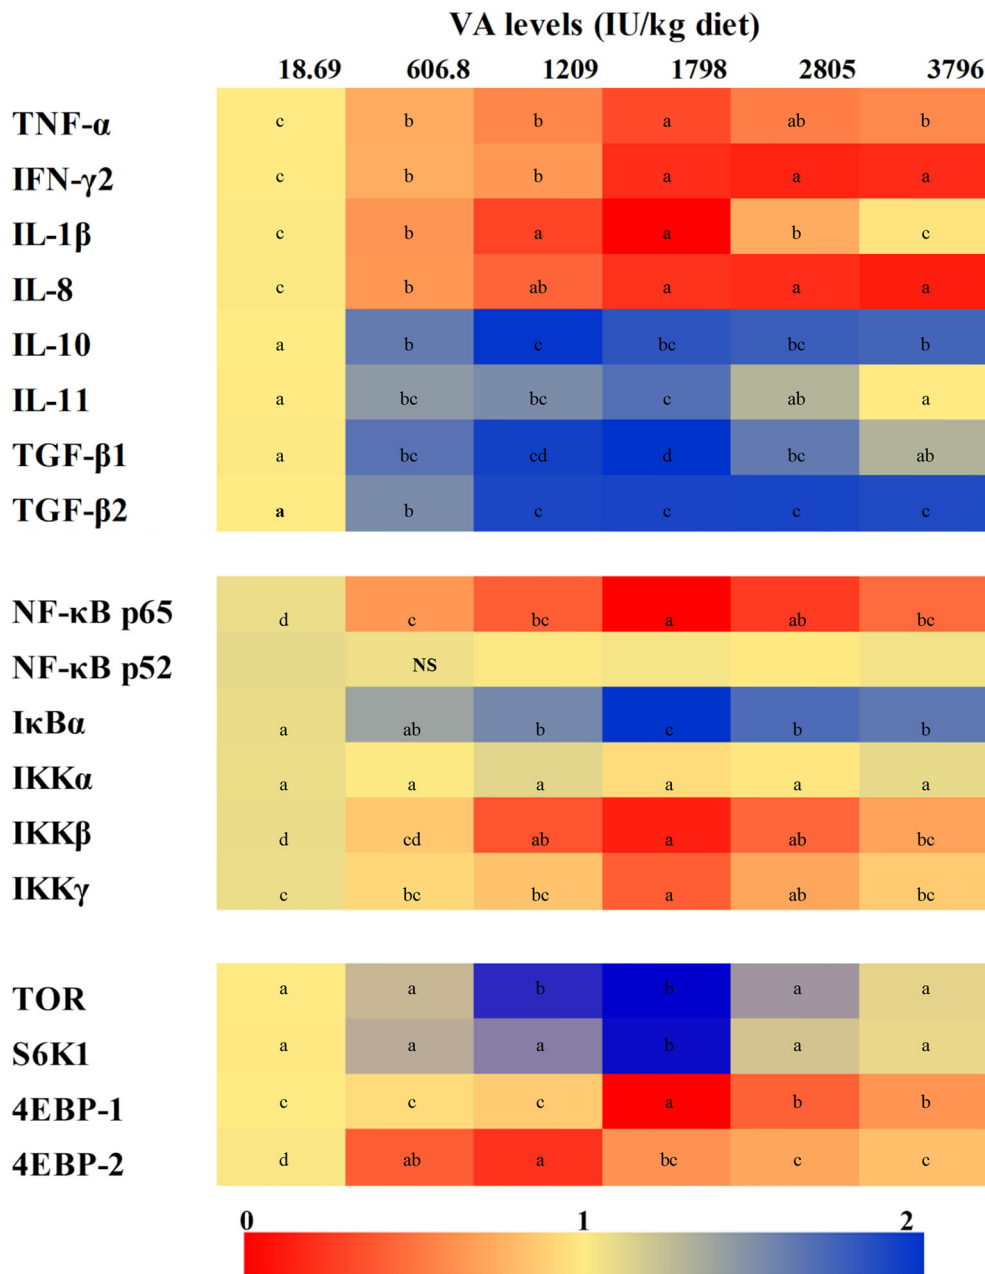 VA levels (IU/kg diet)
18.69 606.8 1209 1798 2805 3796
TNF-α c b b a ab b
IFN-γ2 c b b a a a
IL-1β c b a a b c
IL-8 c b ab a a a
IL-10 a b c bc bc b
IL-11 a bc bc c ab a
TGF-β1 a bc cd d bc ab
TGF-β2 a b c c c c
NF-κB p65 d c bc a ab bc
NF-κB p52 NS
IκBα a ab b c b b
IKKα a a a a a a
IKKβ d cd ab a ab bc
IKKγ c bc bc a ab bc
TOR a a b b a a
S6K1 a a a b a a
4EBP-1 c c c a b b
4EBP-2 d ab a bc c c
0 1 2